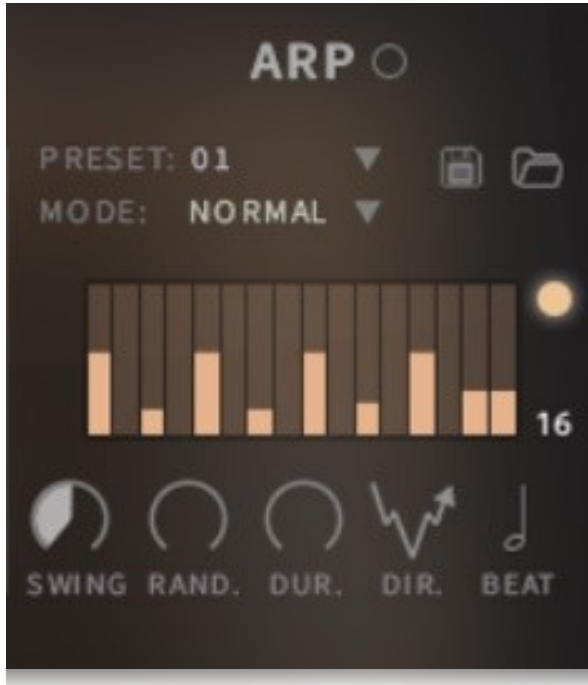 ARP
PRESET: 01
MODE: NORMAL
16
SWING RAND. DUR. DIR. BEAT